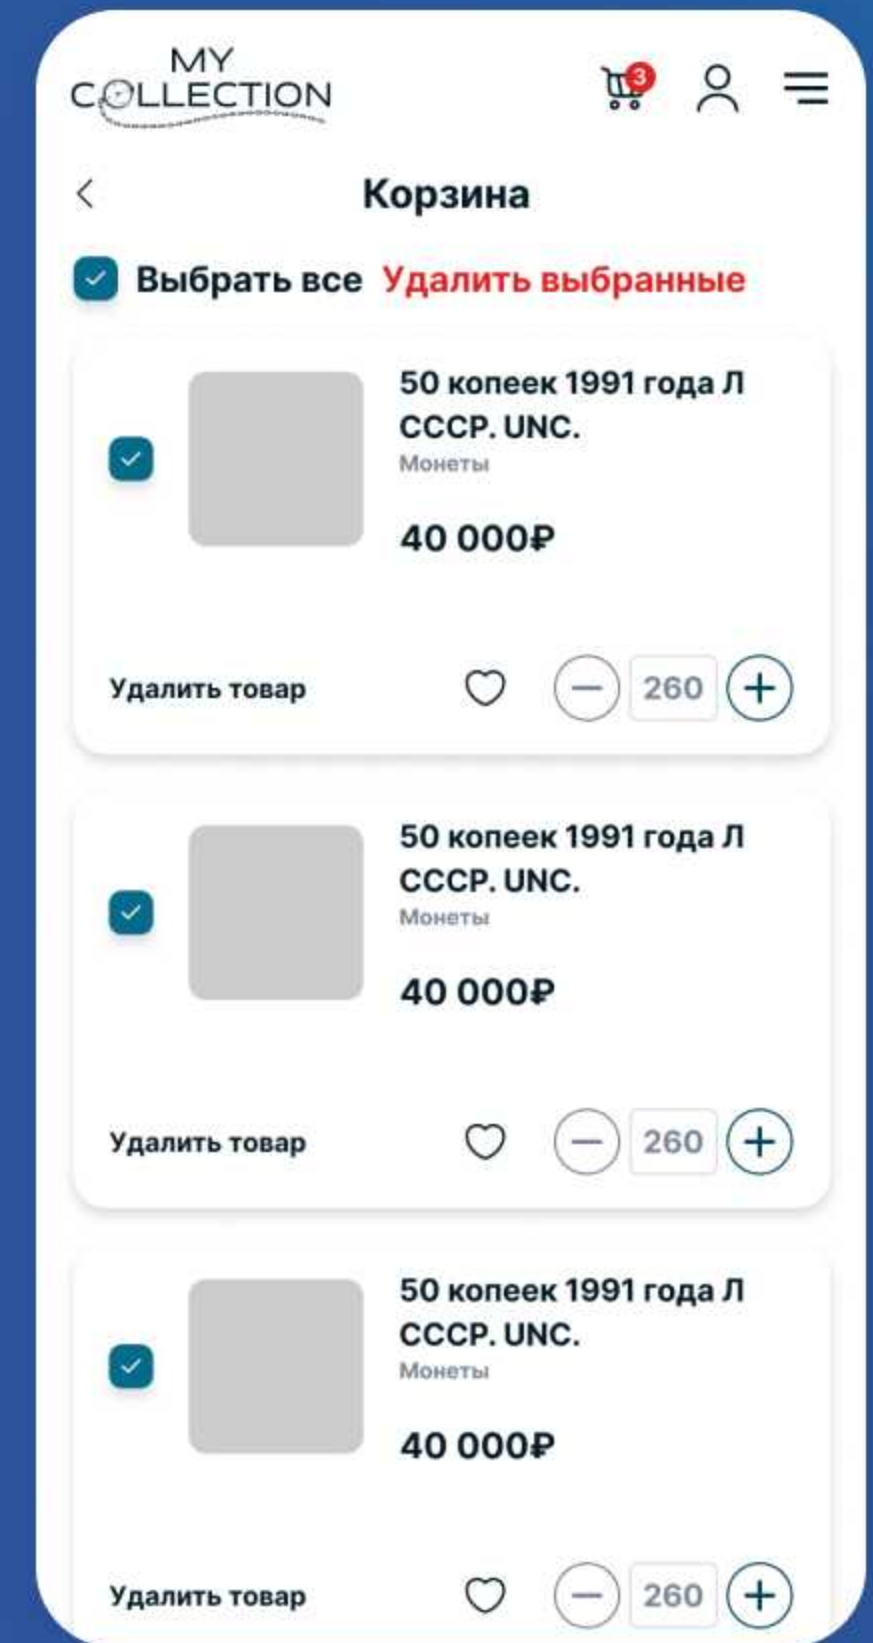 MY
COLLECTION
3
Корзина
Выбрать все Удалить выбранные
50 копеек 1991 года Л
СССР. UNC.
Монеты
40 000₽
Удалить товар 260
50 копеек 1991 года Л
СССР. UNC.
Монеты
40 000₽
Удалить товар 260
50 копеек 1991 года Л
СССР. UNC.
Монеты
40 000₽
Удалить товар 260